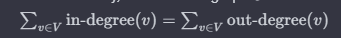 ∑v∈V in-degree(v) = ∑v∈V out-degree(v)